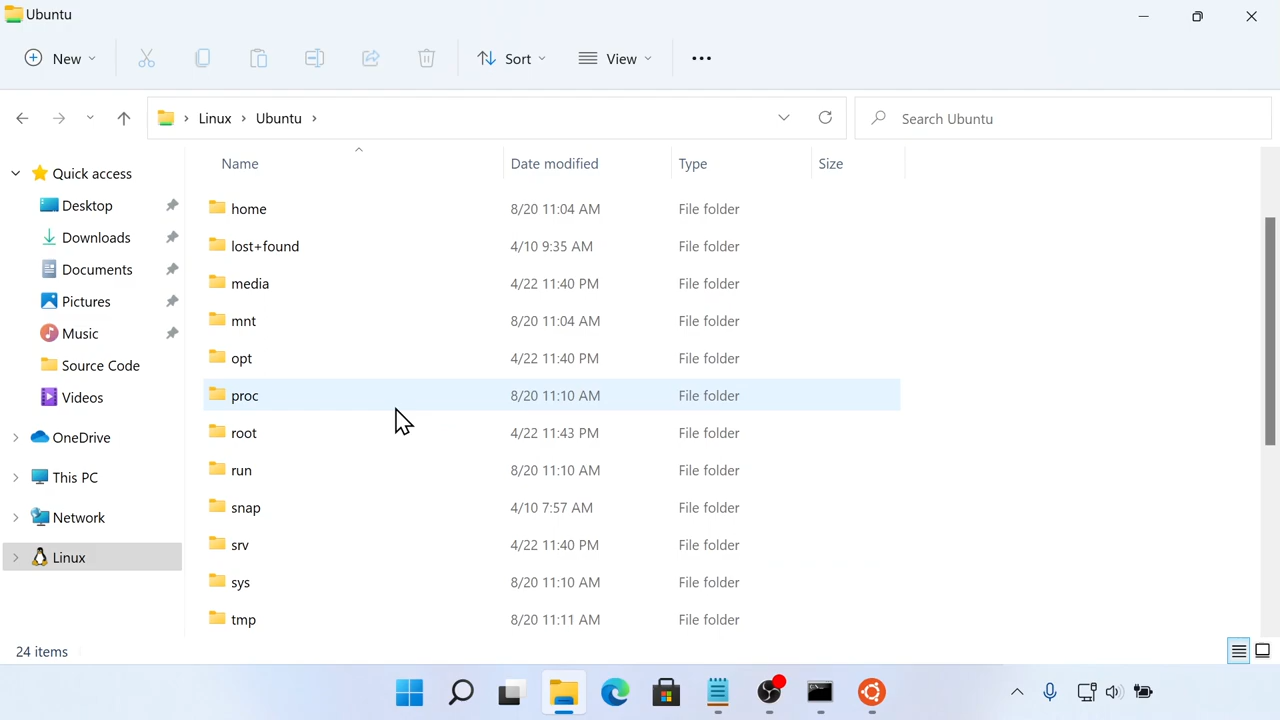 Ubuntu
New Sort View
Linux Ubuntu Search Ubuntu
Name Date modified Type Size
Quick access
Desktop
Downloads
Documents
Pictures
Music
Source Code
Videos
OneDrive
This PC
Network
Linux
home 8/20 11:04 AM File folder
lost+found 4/10 9:35 AM File folder
media 4/22 11:40 PM File folder
mnt 8/20 11:04 AM File folder
opt 4/22 11:40 PM File folder
proc 8/20 11:10 AM File folder
root 4/22 11:43 PM File folder
run 8/20 11:10 AM File folder
snap 4/10 7:57 AM File folder
srv 4/22 11:40 PM File folder
sys 8/20 11:10 AM File folder
tmp 8/20 11:11 AM File folder
24 items